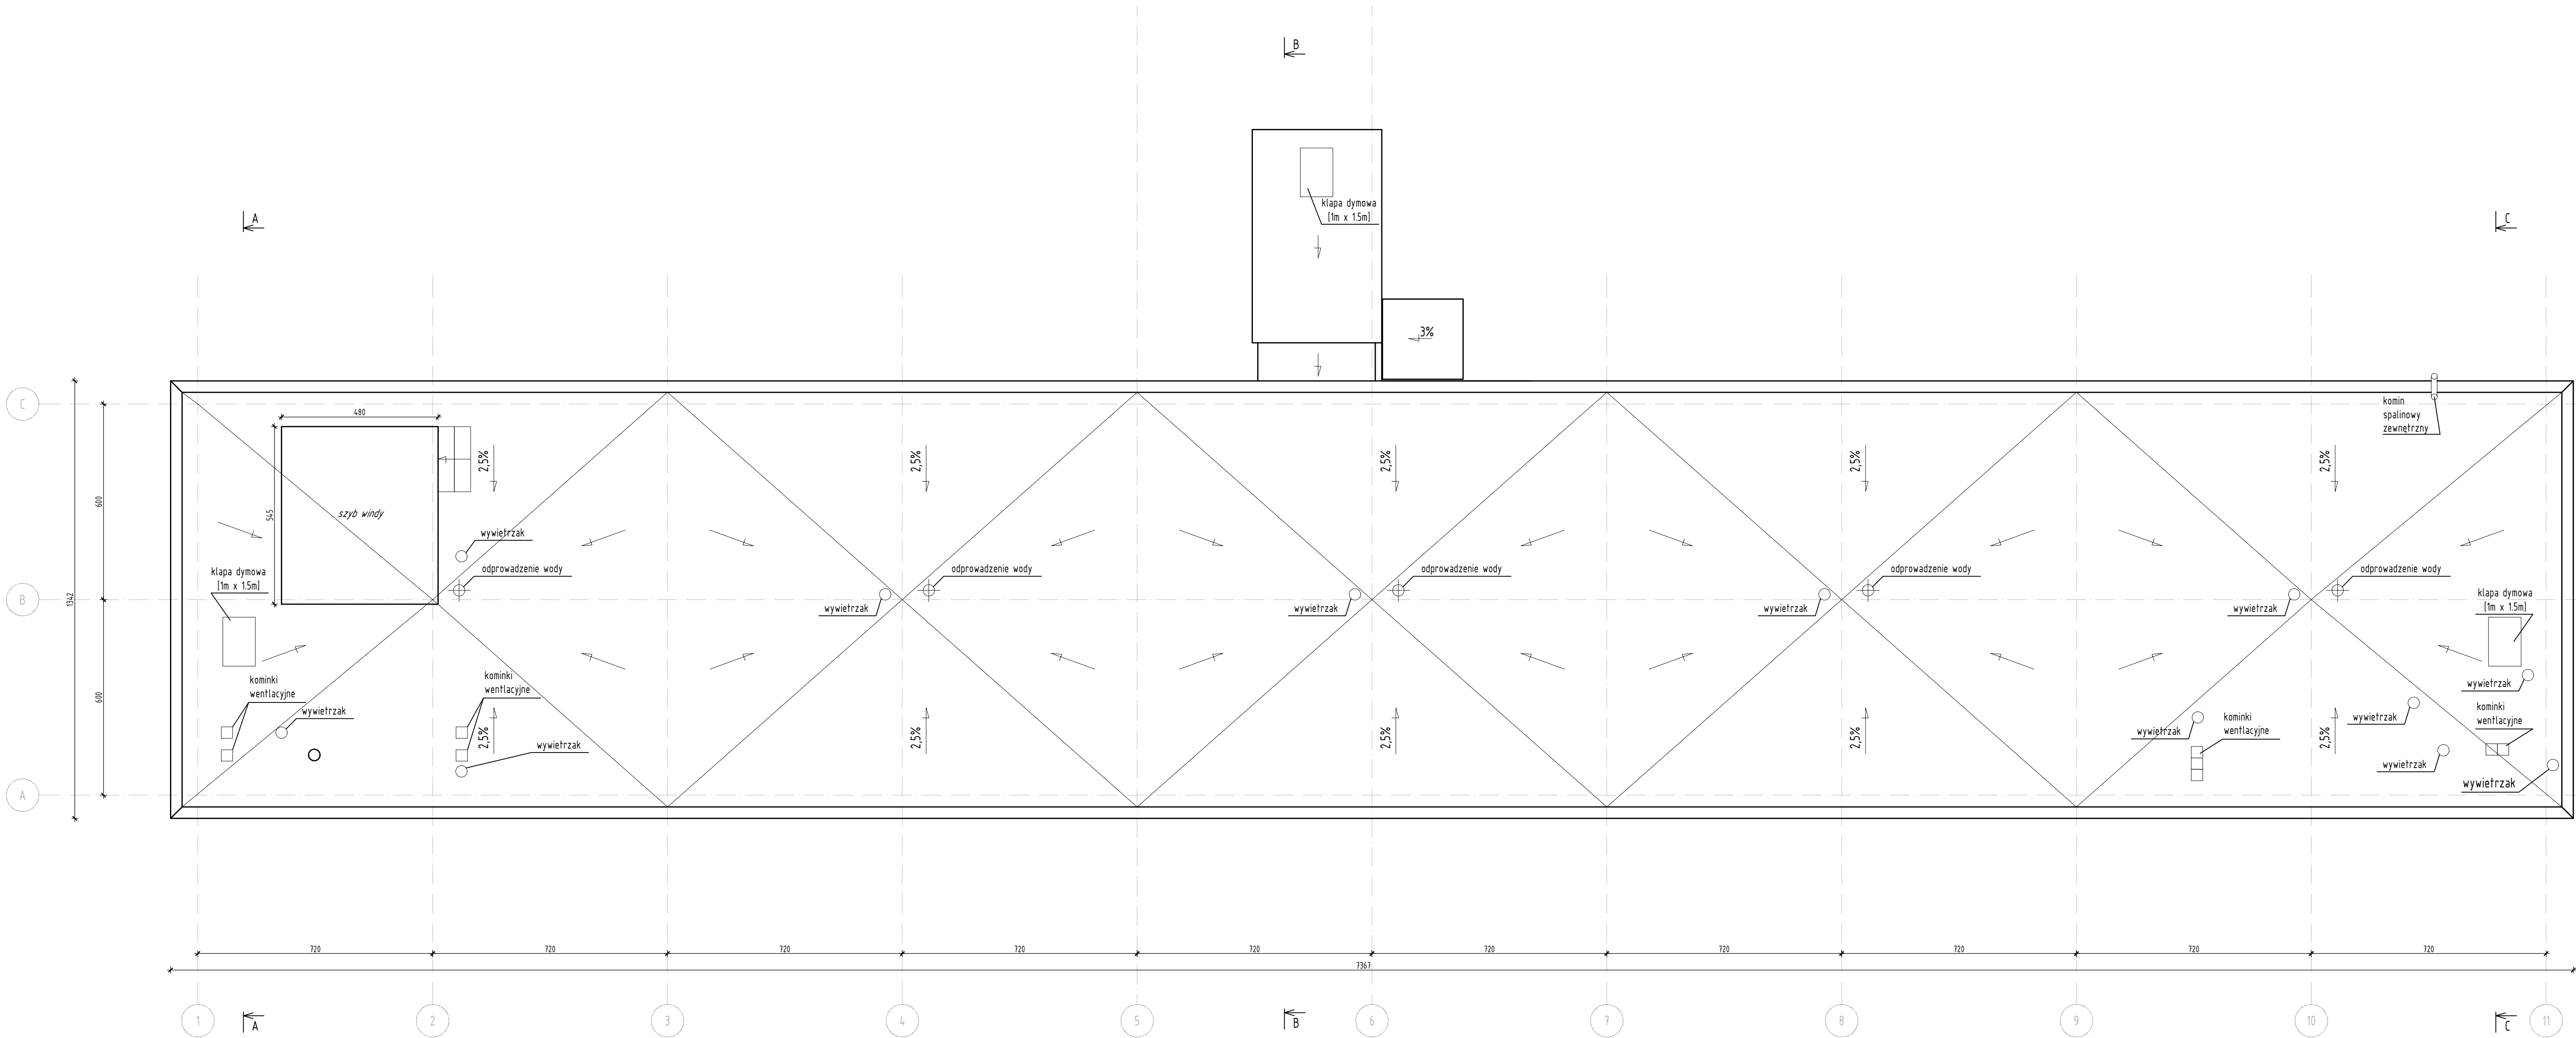 B
A
C
klapa dymowa
[1m x 1.5m]
3%
C
480
komin
spalinowy
zewnętrzny
2,5%
2,5%
2,5%
2,5%
2,5%
600
545
szyb windy
wywietrzak
klapa dymowa
[1m x 1.5m]
odprowadzenie wody
odprowadzenie wody
odprowadzenie wody
odprowadzenie wody
odprowadzenie wody
B
1342
wywietrzak
wywietrzak
wywietrzak
wywietrzak
klapa dymowa
[1m x 1.5m]
600
kominki
wentlacyjne
wywietrzak
kominki
wentlacyjne
wywietrzak
2,5%
2,5%
2,5%
2,5%
2,5%
wywietrzak
kominki
wentlacyjne
wywietrzak
wywietrzak
wywietrzak
kominki
wentlacyjne
wywietrzak
A
720
720
720
720
720
720
720
720
720
720
7367
1
A
2
3
4
5
B
6
7
8
9
10
C
11